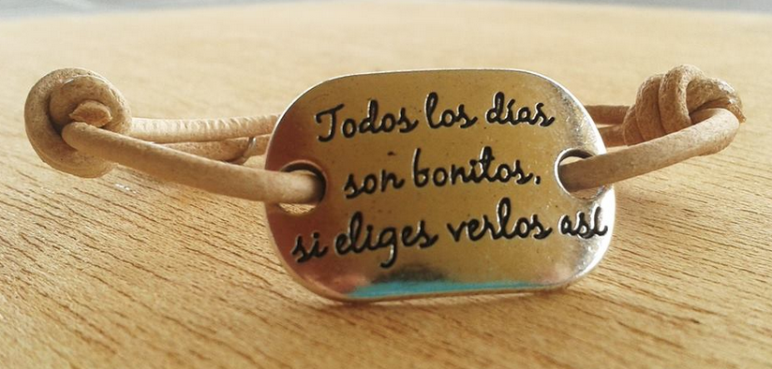 Todos los días
son bonitos,
si eliges verlos así